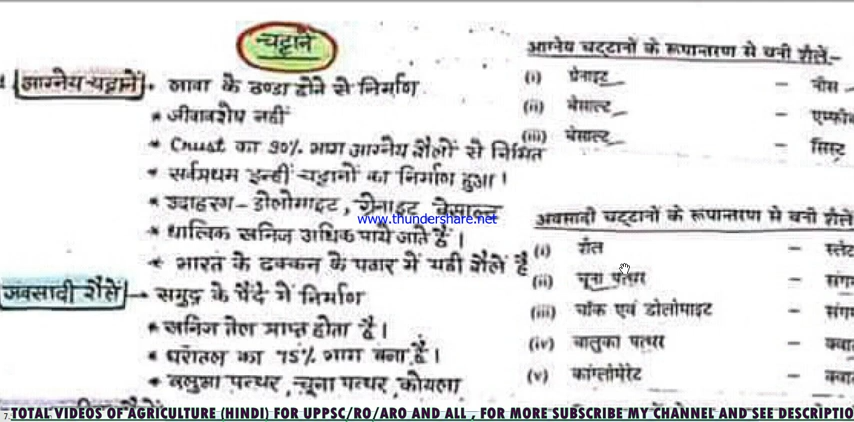 चट्टानें
आग्नेय चट्टानें - लावा के ठण्डा होने से निर्माण
* जीवावशेष नहीं
* Crust का 90% भाग आग्नेय शैलों से निर्मित
* सर्वप्रथम इन्हीं चट्टानों का निर्माण हुआ।
* उदाहरण - डोलोमाइट, ग्रेनाइट, बेसाल्ट
* धात्विक खनिज अधिक पाये जाते हैं।
* भारत के दक्कन के पठार में यही शैलें है
अवसादी शैलें → समुद्र के पैंदे में निर्माण
* खनिज तेल प्राप्त होता है।
* धरातल का 75% भाग बना है।
* बलुआ पत्थर, चूना पत्थर, कोयला
आग्नेय चट्टानों के रूपान्तरण से बनी शैलें-
(i) ग्रेनाइट - नीस
(ii) बेसाल्ट - एम्फी
(iii) बेसाल्ट - सिस्ट
अवसादी चट्टानों के रूपान्तरण से बनी शैलें
(i) शैल - स्लेट
(ii) चूना पत्थर - संग
(iii) चॉक एवं डोलोमाइट - संग
(iv) बालुका पत्थर - क्वा
(v) कांग्लोमेरेट - क्वा
www.thundershare.net
7 TOTAL VIDEOS OF AGRICULTURE (HINDI) FOR UPPSC/RO/ARO AND ALL , FOR MORE SUBSCRIBE MY CHANNEL AND SEE DESCRIPTIO